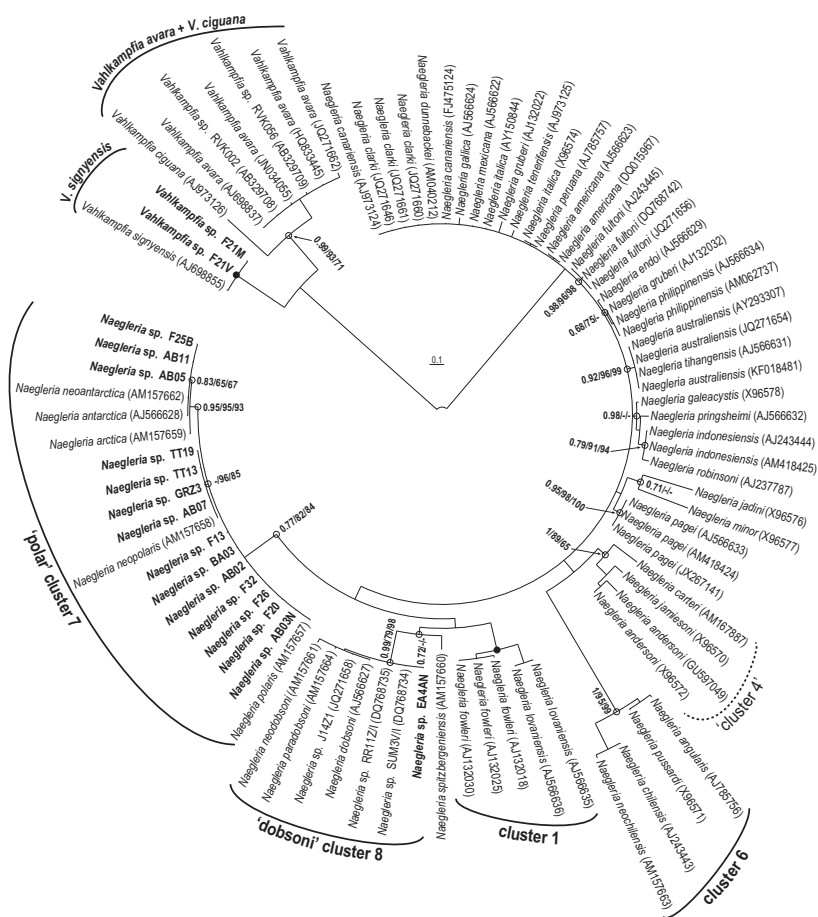 Vahlkampfia avara + V. ciguana
V. signyensis
Vahlkampfia signyensis (AJ698855)
Vahlkampfia sp. F21V
Vahlkampfia sp. F21M
Vahlkampfia ciguana (AJ973126)
Vahlkampfia avara (AJ698837)
Vahlkampfia sp. RVK002 (AB329708)
Vahlkampfia avara (JN034055)
Vahlkampfia sp. RVK056 (AB329709)
Vahlkampfia avara (HQ833445)
Vahlkampfia avara (JQ271662)
Naegleria canariensis (AJ973124)
Naegleria clarki (JQ271646)
Naegleria clarki (JQ271661)
Naegleria clarki (JQ271660)
Naegleria dunnebackei (AM040212)
Naegleria canariensis (FJ475124)
Naegleria gallica (AJ566624)
Naegleria mexicana (AJ566622)
Naegleria italica (AY150844)
Naegleria gruberi (AJ132022)
Naegleria tenerifensis (AJ973125)
Naegleria italica (X96574)
Naegleria peruana (AJ785757)
Naegleria americana (AJ566623)
Naegleria americana (DQ015967)
Naegleria fultoni (AJ243445)
Naegleria fultoni (DQ768742)
Naegleria fultoni (JQ271656)
Naegleria endoi (AJ566629)
Naegleria gruberi (AJ132032)
Naegleria philippinensis (AJ566634)
Naegleria philippinensis (AM062737)
Naegleria australiensis (AY293307)
Naegleria australiensis (JQ271654)
Naegleria tihangensis (AJ566631)
Naegleria australiensis (KF018481)
Naegleria galeacystis (X96578)
Naegleria pringsheimi (AJ566632)
Naegleria indonesiensis (AJ243444)
Naegleria indonesiensis (AM418425)
Naegleria robinsoni (AJ237787)
Naegleria jadini (X96576)
Naegleria minor (X96577)
Naegleria pagei (AJ566633)
Naegleria pagei (AM418424)
Naegleria pagei (JX267141)
Naegleria carteri (AM167887)
Naegleria jamiesoni (X96570)
Naegleria andersoni (GU597049)
Naegleria andersoni (X96572)
'cluster 4'
Naegleria angularis (AJ785756)
Naegleria pussardi (X96571)
Naegleria chilensis (AJ243443)
Naegleria neochilensis (AM157663)
cluster 6
Naegleria lovaniensis (AJ566635)
Naegleria lovaniensis (AJ566636)
Naegleria fowleri (AJ132018)
Naegleria fowleri (AJ132025)
Naegleria fowleri (AJ132030)
cluster 1
Naegleria spitzbergeniensis (AM157660)
Naegleria sp. EA4AN
Naegleria sp. SUM3V/I (DQ768734)
Naegleria sp. RR11Z/I (DQ768735)
Naegleria dobsoni (AJ566627)
Naegleria sp. J14Z1 (JQ271658)
Naegleria paradobsoni (AM157664)
Naegleria neodobsoni (AM157661)
'dobsoni' cluster 8
Naegleria polaris (AM157657)
Naegleria sp. AB03N
Naegleria sp. F20
Naegleria sp. F26
Naegleria sp. F32
Naegleria sp. AB02
Naegleria sp. BA03
Naegleria sp. F13
Naegleria neopolaris (AM157658)
Naegleria sp. AB07
Naegleria sp. GRZ3
Naegleria sp. TT13
Naegleria sp. TT19
Naegleria arctica (AM157659)
Naegleria antarctica (AJ566628)
Naegleria neoantarctica (AM157662)
Naegleria sp. AB05
Naegleria sp. AB11
Naegleria sp. F25B
'polar' cluster 7
0.99/93/71
0.1
0.98/96/98
0.68/75/-
0.92/96/99
0.98/-/-
0.79/91/94
0.71/-/-
0.95/98/100
1/89/65
1/95/99
0.72/-/-
0.99/79/98
0.77/82/84
-/96/85
0.95/95/93
0.83/65/67